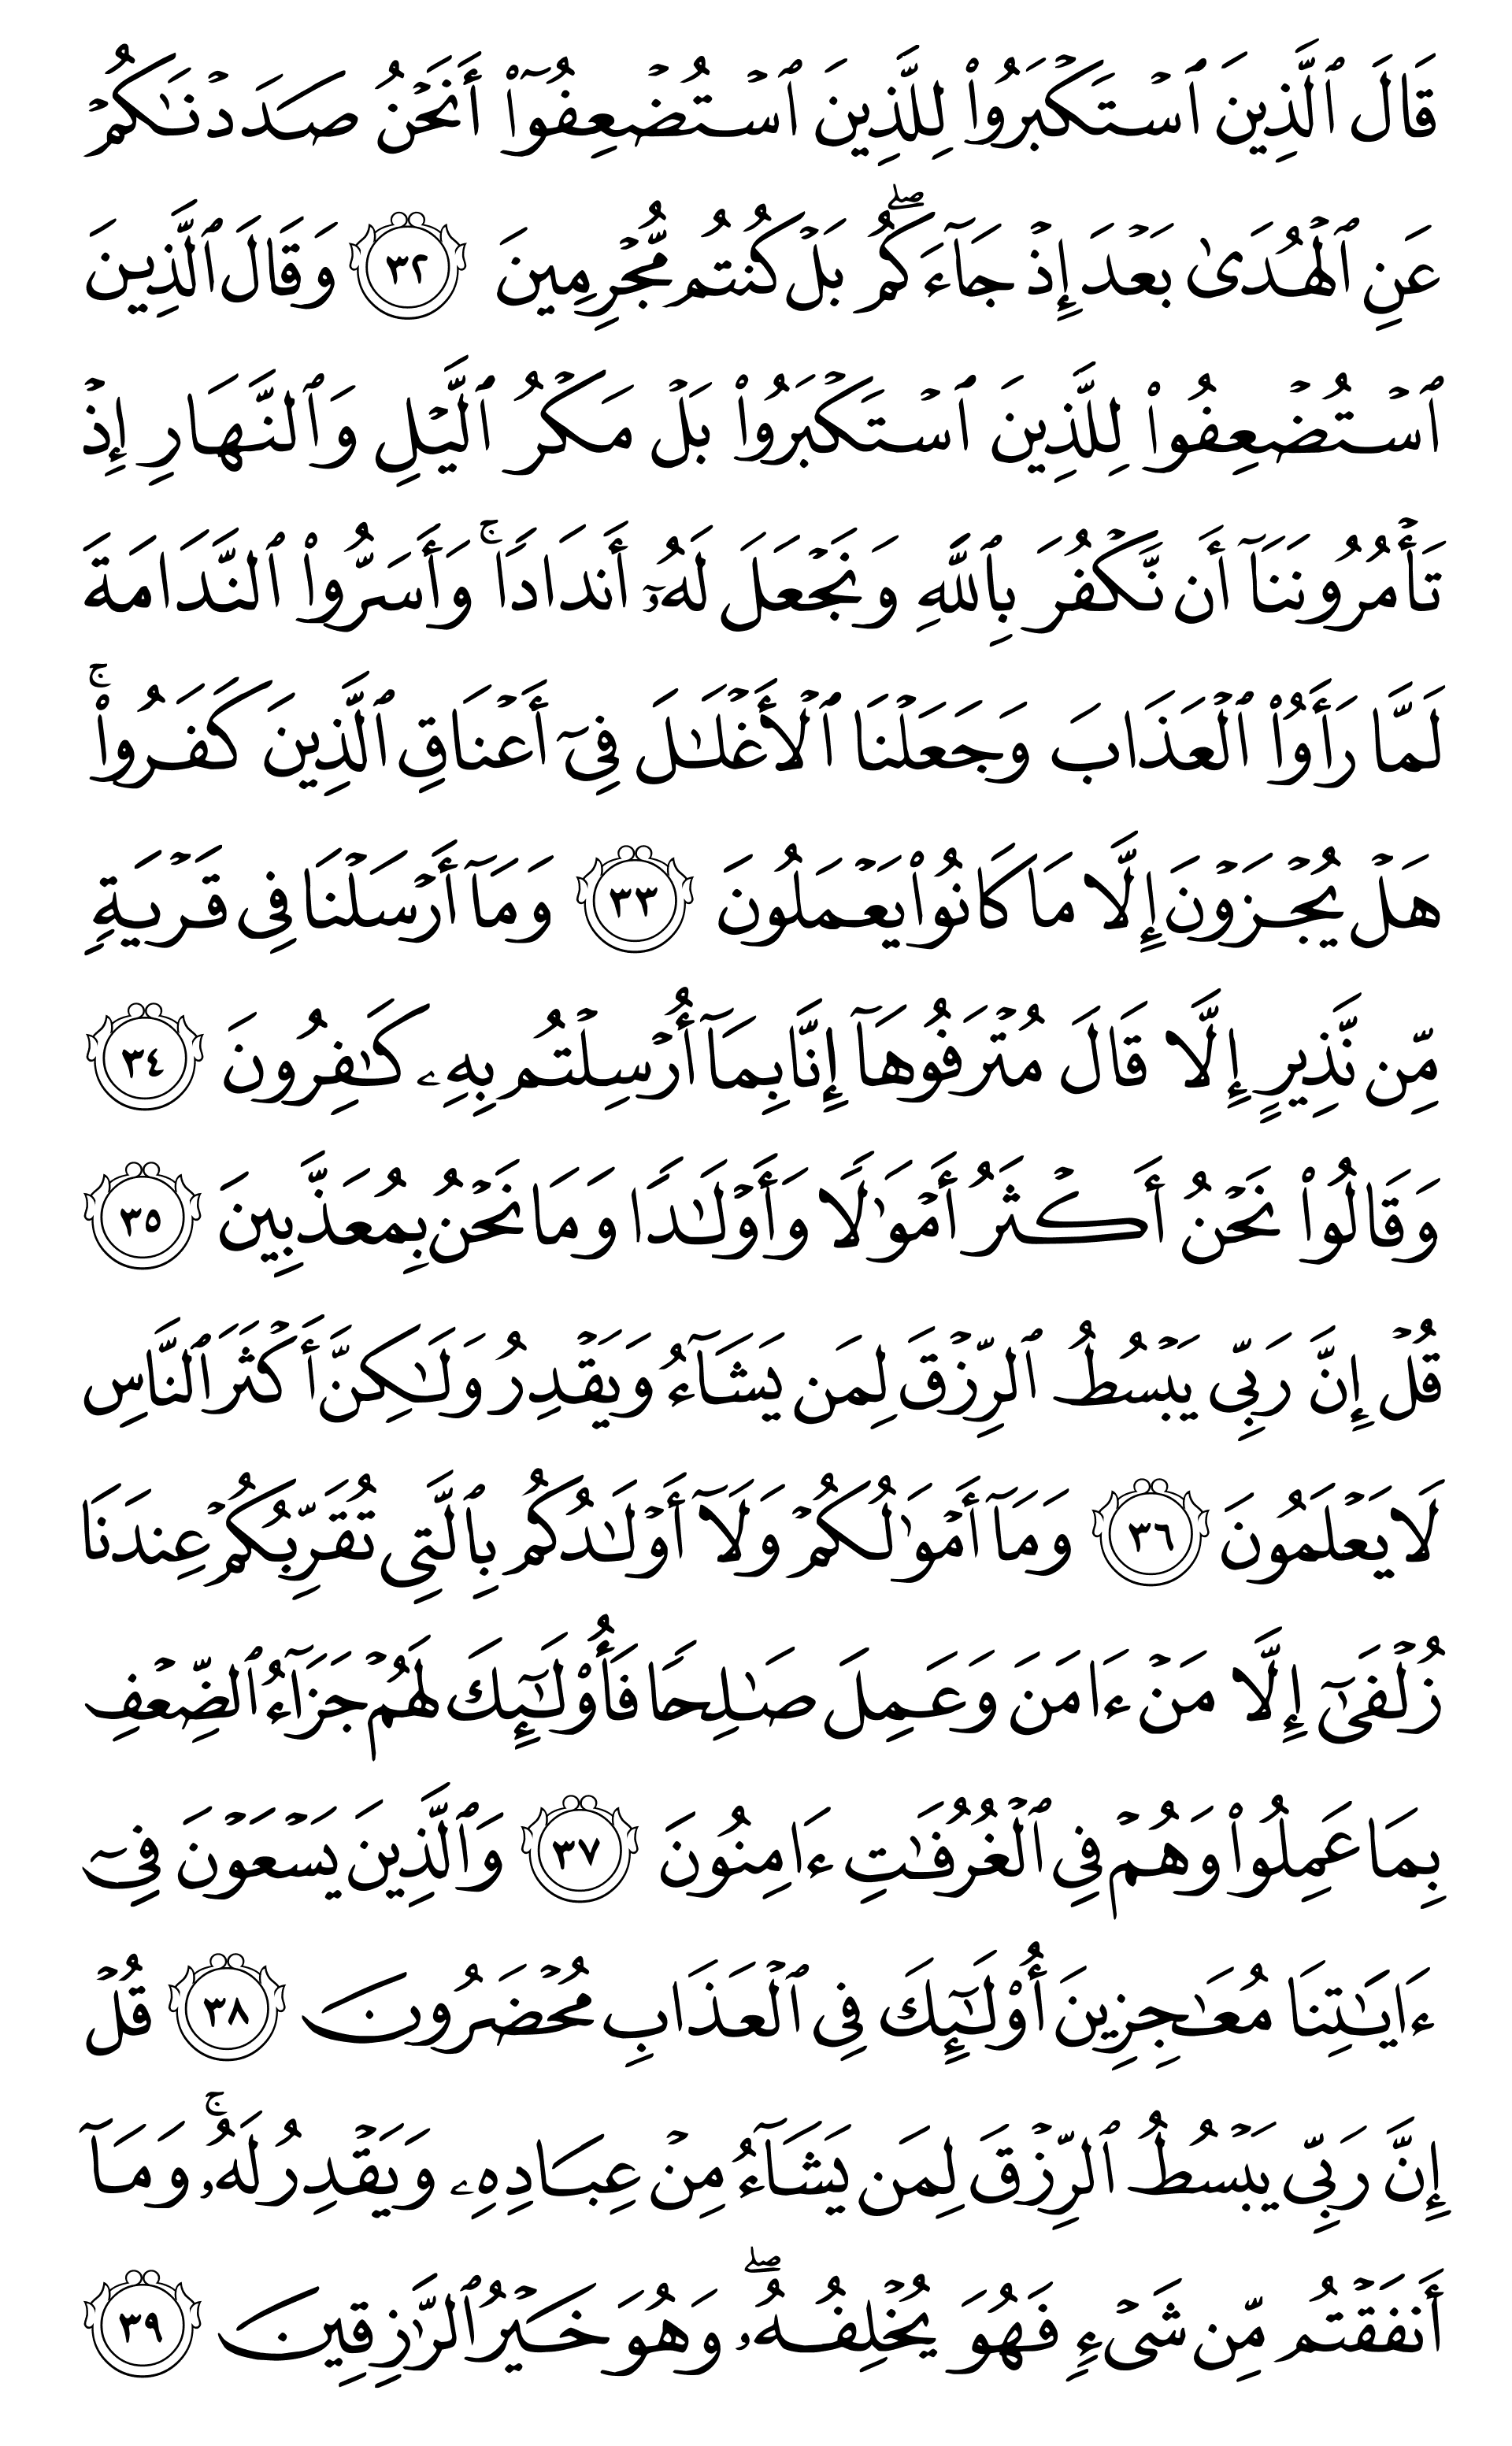 قَالَ ٱلَّذِينَ ٱسۡتَكۡبَرُواْ لِلَّذِينَ ٱسۡتُضۡعِفُوٓاْ أَنَحۡنُ صَدَدۡنَٰكُمۡ
عَنِ ٱلۡهُدَىٰ بَعۡدَ إِذۡ جَآءَكُمۖ بَلۡ كُنتُم مُّجۡرِمِينَ ٣٢ وَقَالَ ٱلَّذِينَ
ٱسۡتُضۡعِفُواْ لِلَّذِينَ ٱسۡتَكۡبَرُواْ بَلۡ مَكۡرُ ٱلَّيۡلِ وَٱلنَّهَارِ إِذۡ
تَأۡمُرُونَنَآ أَن نَّكۡفُرَ بِٱللَّهِ وَنَجۡعَلَ لَهُۥٓ أَندَادٗاۚ وَأَسَرُّواْ ٱلنَّدَامَةَ
لَمَّا رَأَوُاْ ٱلۡعَذَابَ وَجَعَلۡنَا ٱلۡأَغۡلَٰلَ فِيٓ أَعۡنَاقِ ٱلَّذِينَ كَفَرُواْۚ
هَلۡ يُجۡزَوۡنَ إِلَّا مَا كَانُواْ يَعۡمَلُونَ ٣٣ وَمَآ أَرۡسَلۡنَا فِي قَرۡيَةٖ
مِّن نَّذِيرٍ إِلَّا قَالَ مُتۡرَفُوهَآ إِنَّا بِمَآ أُرۡسِلۡتُم بِهِۦ كَٰفِرُونَ ٣٤
وَقَالُواْ نَحۡنُ أَكۡثَرُ أَمۡوَٰلٗا وَأَوۡلَٰدٗا وَمَا نَحۡنُ بِمُعَذَّبِينَ ٣٥
قُلۡ إِنَّ رَبِّي يَبۡسُطُ ٱلرِّزۡقَ لِمَن يَشَآءُ وَيَقۡدِرُ وَلَٰكِنَّ أَكۡثَرَ ٱلنَّاسِ
لَا يَعۡلَمُونَ ٣٦ وَمَآ أَمۡوَٰلُكُمۡ وَلَآ أَوۡلَٰدُكُم بِٱلَّتِي تُقَرِّبُكُمۡ عِندَنَا
زُلۡفَىٰٓ إِلَّا مَنۡ ءَامَنَ وَعَمِلَ صَٰلِحٗا فَأُوْلَٰٓئِكَ لَهُمۡ جَزَآءُ ٱلضِّعۡفِ
بِمَا عَمِلُواْ وَهُمۡ فِي ٱلۡغُرُفَٰتِ ءَامِنُونَ ٣٧ وَٱلَّذِينَ يَسۡعَوۡنَ فِيٓ
ءَايَٰتِنَا مُعَٰجِزِينَ أُوْلَٰٓئِكَ فِي ٱلۡعَذَابِ مُحۡضَرُونَ ٣٨ قُلۡ
إِنَّ رَبِّي يَبۡسُطُ ٱلرِّزۡقَ لِمَن يَشَآءُ مِنۡ عِبَادِهِۦ وَيَقۡدِرُ لَهُۥۚ وَمَآ
أَنفَقۡتُم مِّن شَيۡءٖ فَهُوَ يُخۡلِفُهُۥۖ وَهُوَ خَيۡرُ ٱلرَّٰزِقِينَ ٣٩